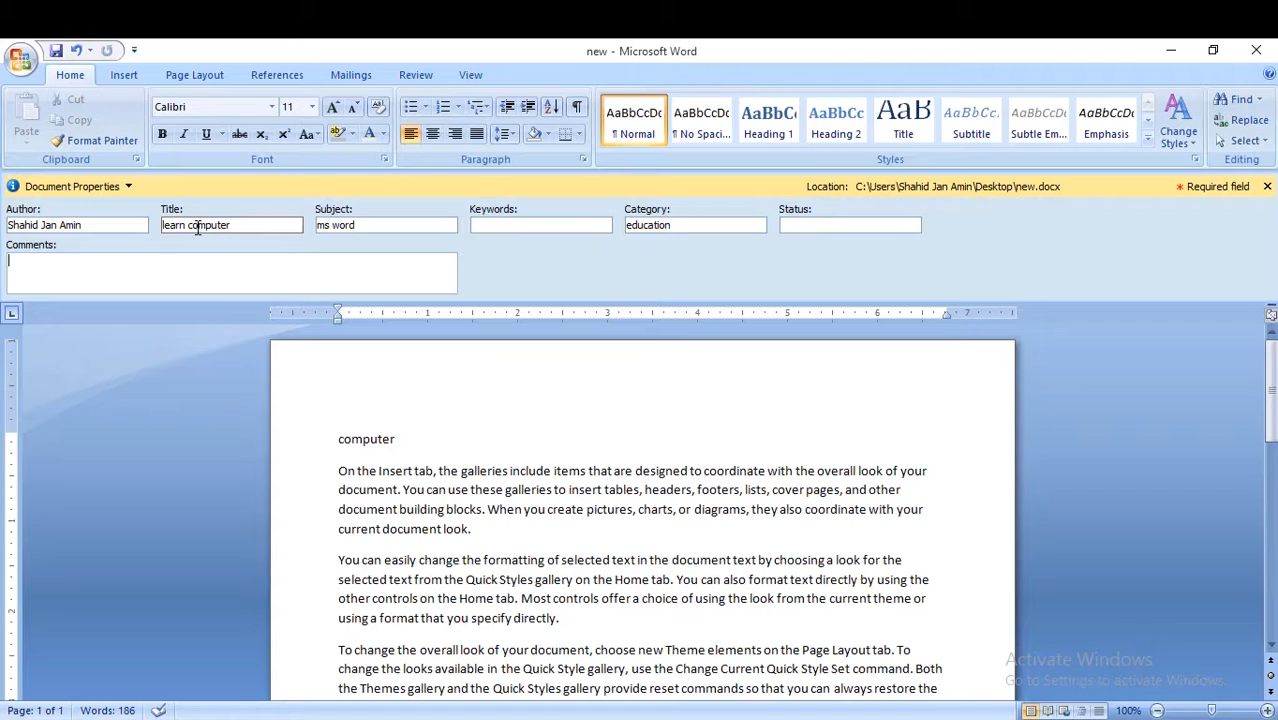 new - Microsoft Word
Home Insert Page Layout References Mailings Review View
Cut
Copy
Format Painter
Paste
Clipboard
Calibri 11
Font
Paragraph
AaBbCcDc AaBbCcDc AaBbCc AaBbCc AaB AaBbCc. AaBbCcDc AaBbCcDc
¶ Normal ¶ No Spaci... Heading 1 Heading 2 Title Subtitle Subtle Em... Emphasis
Change Styles
Styles
Find
Replace
Select
Editing
Document Properties Location: C:\Users\Shahid Jan Amin\Desktop\new.docx * Required field
Author: Title: Subject: Keywords: Category: Status:
Shahid Jan Amin learn computer ms word education
Comments:
1 2 3 4 5 6 7
computer
On the Insert tab, the galleries include items that are designed to coordinate with the overall look of your
document. You can use these galleries to insert tables, headers, footers, lists, cover pages, and other
document building blocks. When you create pictures, charts, or diagrams, they also coordinate with your
current document look.
You can easily change the formatting of selected text in the document text by choosing a look for the
selected text from the Quick Styles gallery on the Home tab. You can also format text directly by using the
other controls on the Home tab. Most controls offer a choice of using the look from the current theme or
using a format that you specify directly.
To change the overall look of your document, choose new Theme elements on the Page Layout tab. To
change the looks available in the Quick Style gallery, use the Change Current Quick Style Set command. Both
the Themes gallery and the Quick Styles gallery provide reset commands so that you can always restore the
Activate Windows
Go to Settings to activate Windows.
Page: 1 of 1 Words: 186 100%